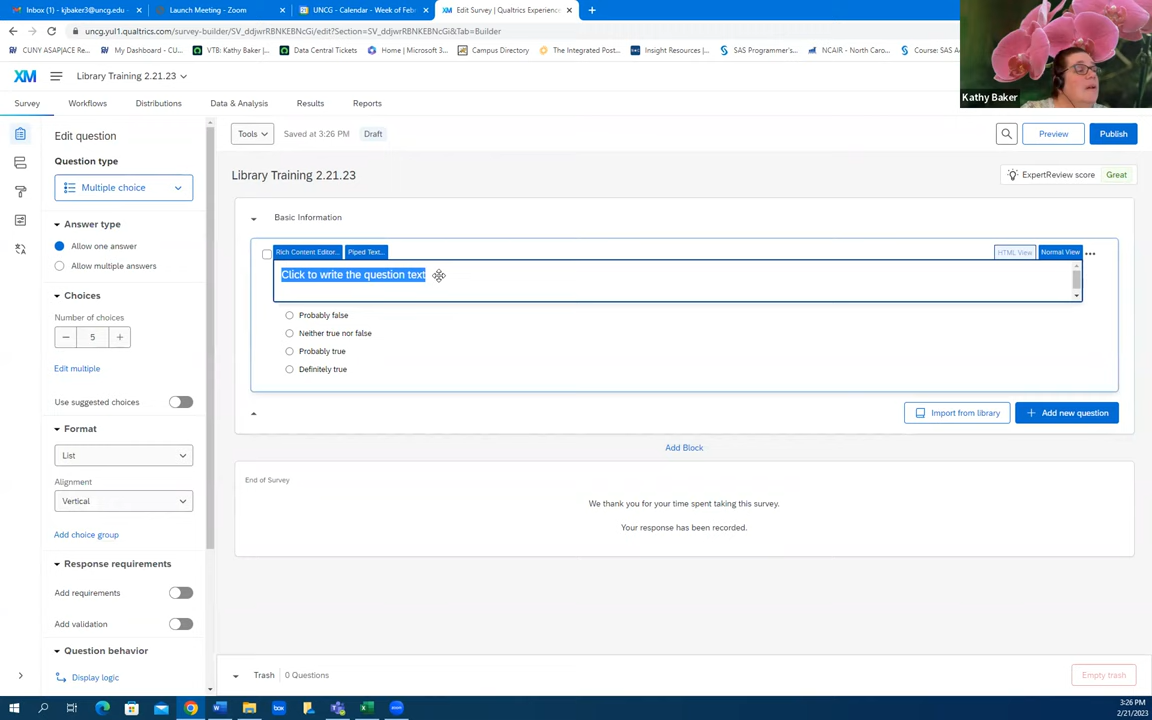 Inbox (1) - kjbaker3@uncg.edu -
Launch Meeting - Zoom
UNCG - Calendar - Week of Feb
Edit Survey | Qualtrics Experience
uncg.yul1.qualtrics.com/survey-builder/SV_ddjwrRBNKEBNcGi/edit?Section=SV_ddjwrRBNKEBNcGi&Tab=Builder
CUNY ASAP|ACE Re...
My Dashboard - CU...
VTB: Kathy Baker |
Data Central Tickets
Home | Microsoft 3...
Campus Directory
The Integrated Post...
Insight Resources (...
SAS Programmer's...
NCAIR - North Caro...
Course: SAS
Kathy Baker
XM
Library Training 2.21.23
Survey
Workflows
Distributions
Data & Analysis
Results
Reports
Edit question
Question type
Multiple choice
Answer type
Allow one answer
Allow multiple answers
Choices
Number of choices
5
Edit multiple
Use suggested choices
Format
List
Alignment
Vertical
Add choice group
Response requirements
Add requirements
Add validation
Question behavior
Display logic
Tools
Saved at 3:26 PM
Draft
Preview
Publish
Library Training 2.21.23
ExpertReview score
Great
Basic Information
Rich Content Editor...
Piped Text...
HTML View
Normal View
Click to write the question text
Probably false
Neither true nor false
Probably true
Definitely true
Import from library
Add new question
Add Block
End of Survey
We thank you for your time spent taking this survey.
Your response has been recorded.
Trash
0 Questions
Empty trash
3:26 PM
2/21/2023